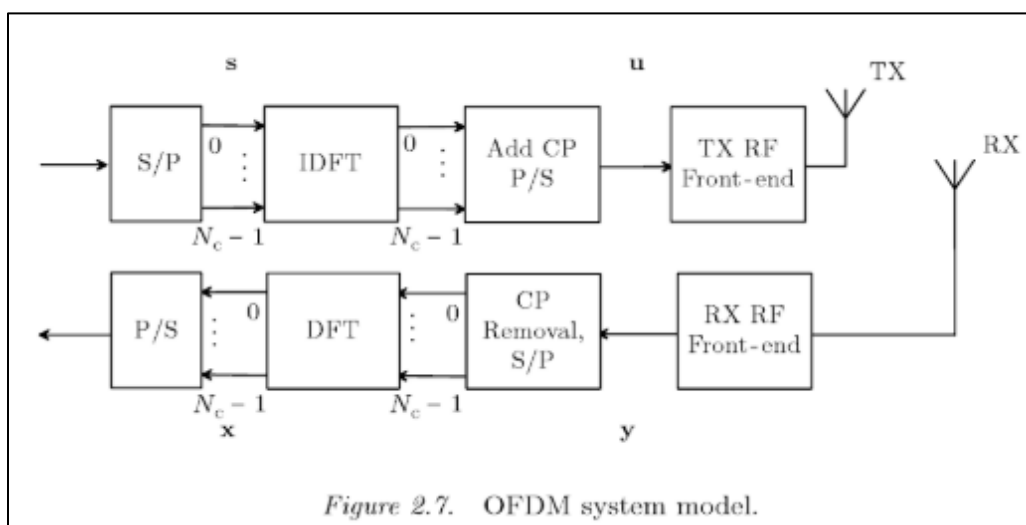 s
u
TX
RX
S/P
0
⋮
N_c − 1
IDFT
0
⋮
N_c − 1
Add CP
P/S
TX RF
Front-end
P/S
0
⋮
N_c − 1
DFT
0
⋮
N_c − 1
CP
Removal,
S/P
RX RF
Front-end
x
y
Figure 2.7. OFDM system model.